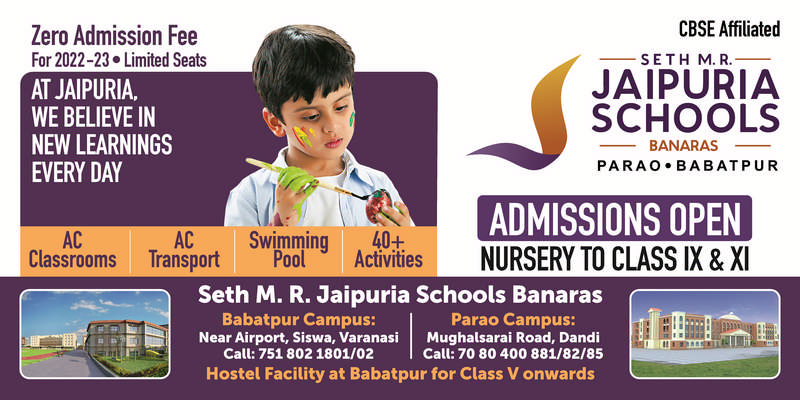 Zero Admission Fee
For 2022-23 • Limited Seats
AT JAIPURIA,
WE BELIEVE IN
NEW LEARNINGS
EVERY DAY
AC
Classrooms
AC
Transport
Swimming
Pool
40+
Activities
CBSE Affiliated
SETH M. R.
JAIPURIA
SCHOOLS
BANARAS
PARAO • BABATPUR
ADMISSIONS OPEN
NURSERY TO CLASS IX & XI
Seth M. R. Jaipuria Schools Banaras
Babatpur Campus:
Near Airport, Siswa, Varanasi
Call: 751 802 1801/02
Parao Campus:
Mughalsarai Road, Dandi
Call: 70 80 400 881/82/85
Hostel Facility at Babatpur for Class V onwards